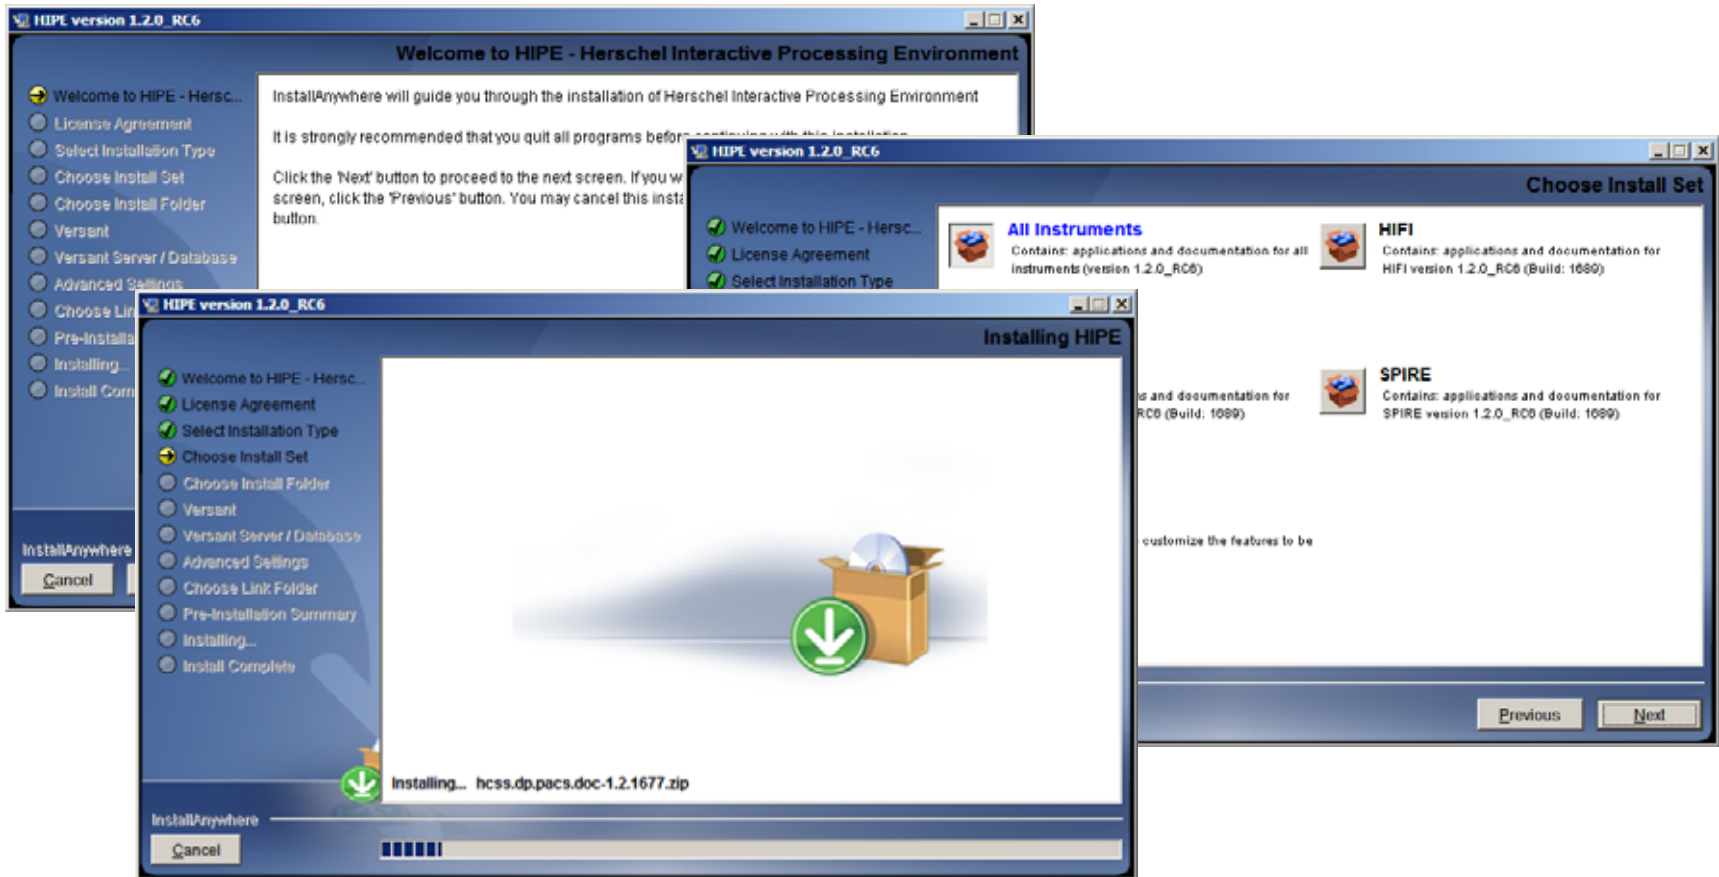 HIPE version 1.2.0_RC6
Welcome to HIPE - Herschel Interactive Processing Environment
Welcome to HIPE - Hersc...
License Agreement
Select Installation Type
Choose Install Set
Choose Install Folder
Versant
Versant Server / Database
Advanced Settings
Choose Lin
Pre-Installa
Installing...
Install Com
InstallAnywhere will guide you through the installation of Herschel Interactive Processing Environment
It is strongly recommended that you quit all programs before continuing with this installation.
Click the 'Next' button to proceed to the next screen. If you w
screen, click the 'Previous' button. You may cancel this insta
button.
InstallAnywhere
Cancel
HIPE version 1.2.0_RC6
Choose Install Set
Welcome to HIPE - Hersc...
License Agreement
Select Installation Type
All Instruments
Contains: applications and documentation for all
instruments (version 1.2.0_RC6)
HIFI
Contains: applications and documentation for
HIFI version 1.2.0_RC6 (Build: 1689)
s and documentation for
RC6 (Build: 1689)
SPIRE
Contains: applications and documentation for
SPIRE version 1.2.0_RC6 (Build: 1689)
customize the features to be
Previous
Next
HIPE version 1.2.0_RC6
Installing HIPE
Welcome to HIPE - Hersc...
License Agreement
Select Installation Type
Choose Install Set
Choose Install Folder
Versant
Versant Server / Database
Advanced Settings
Choose Link Folder
Pre-Installation Summary
Installing...
Install Complete
Installing... hcss.dp.pacs.doc-1.2.1677.zip
InstallAnywhere
Cancel